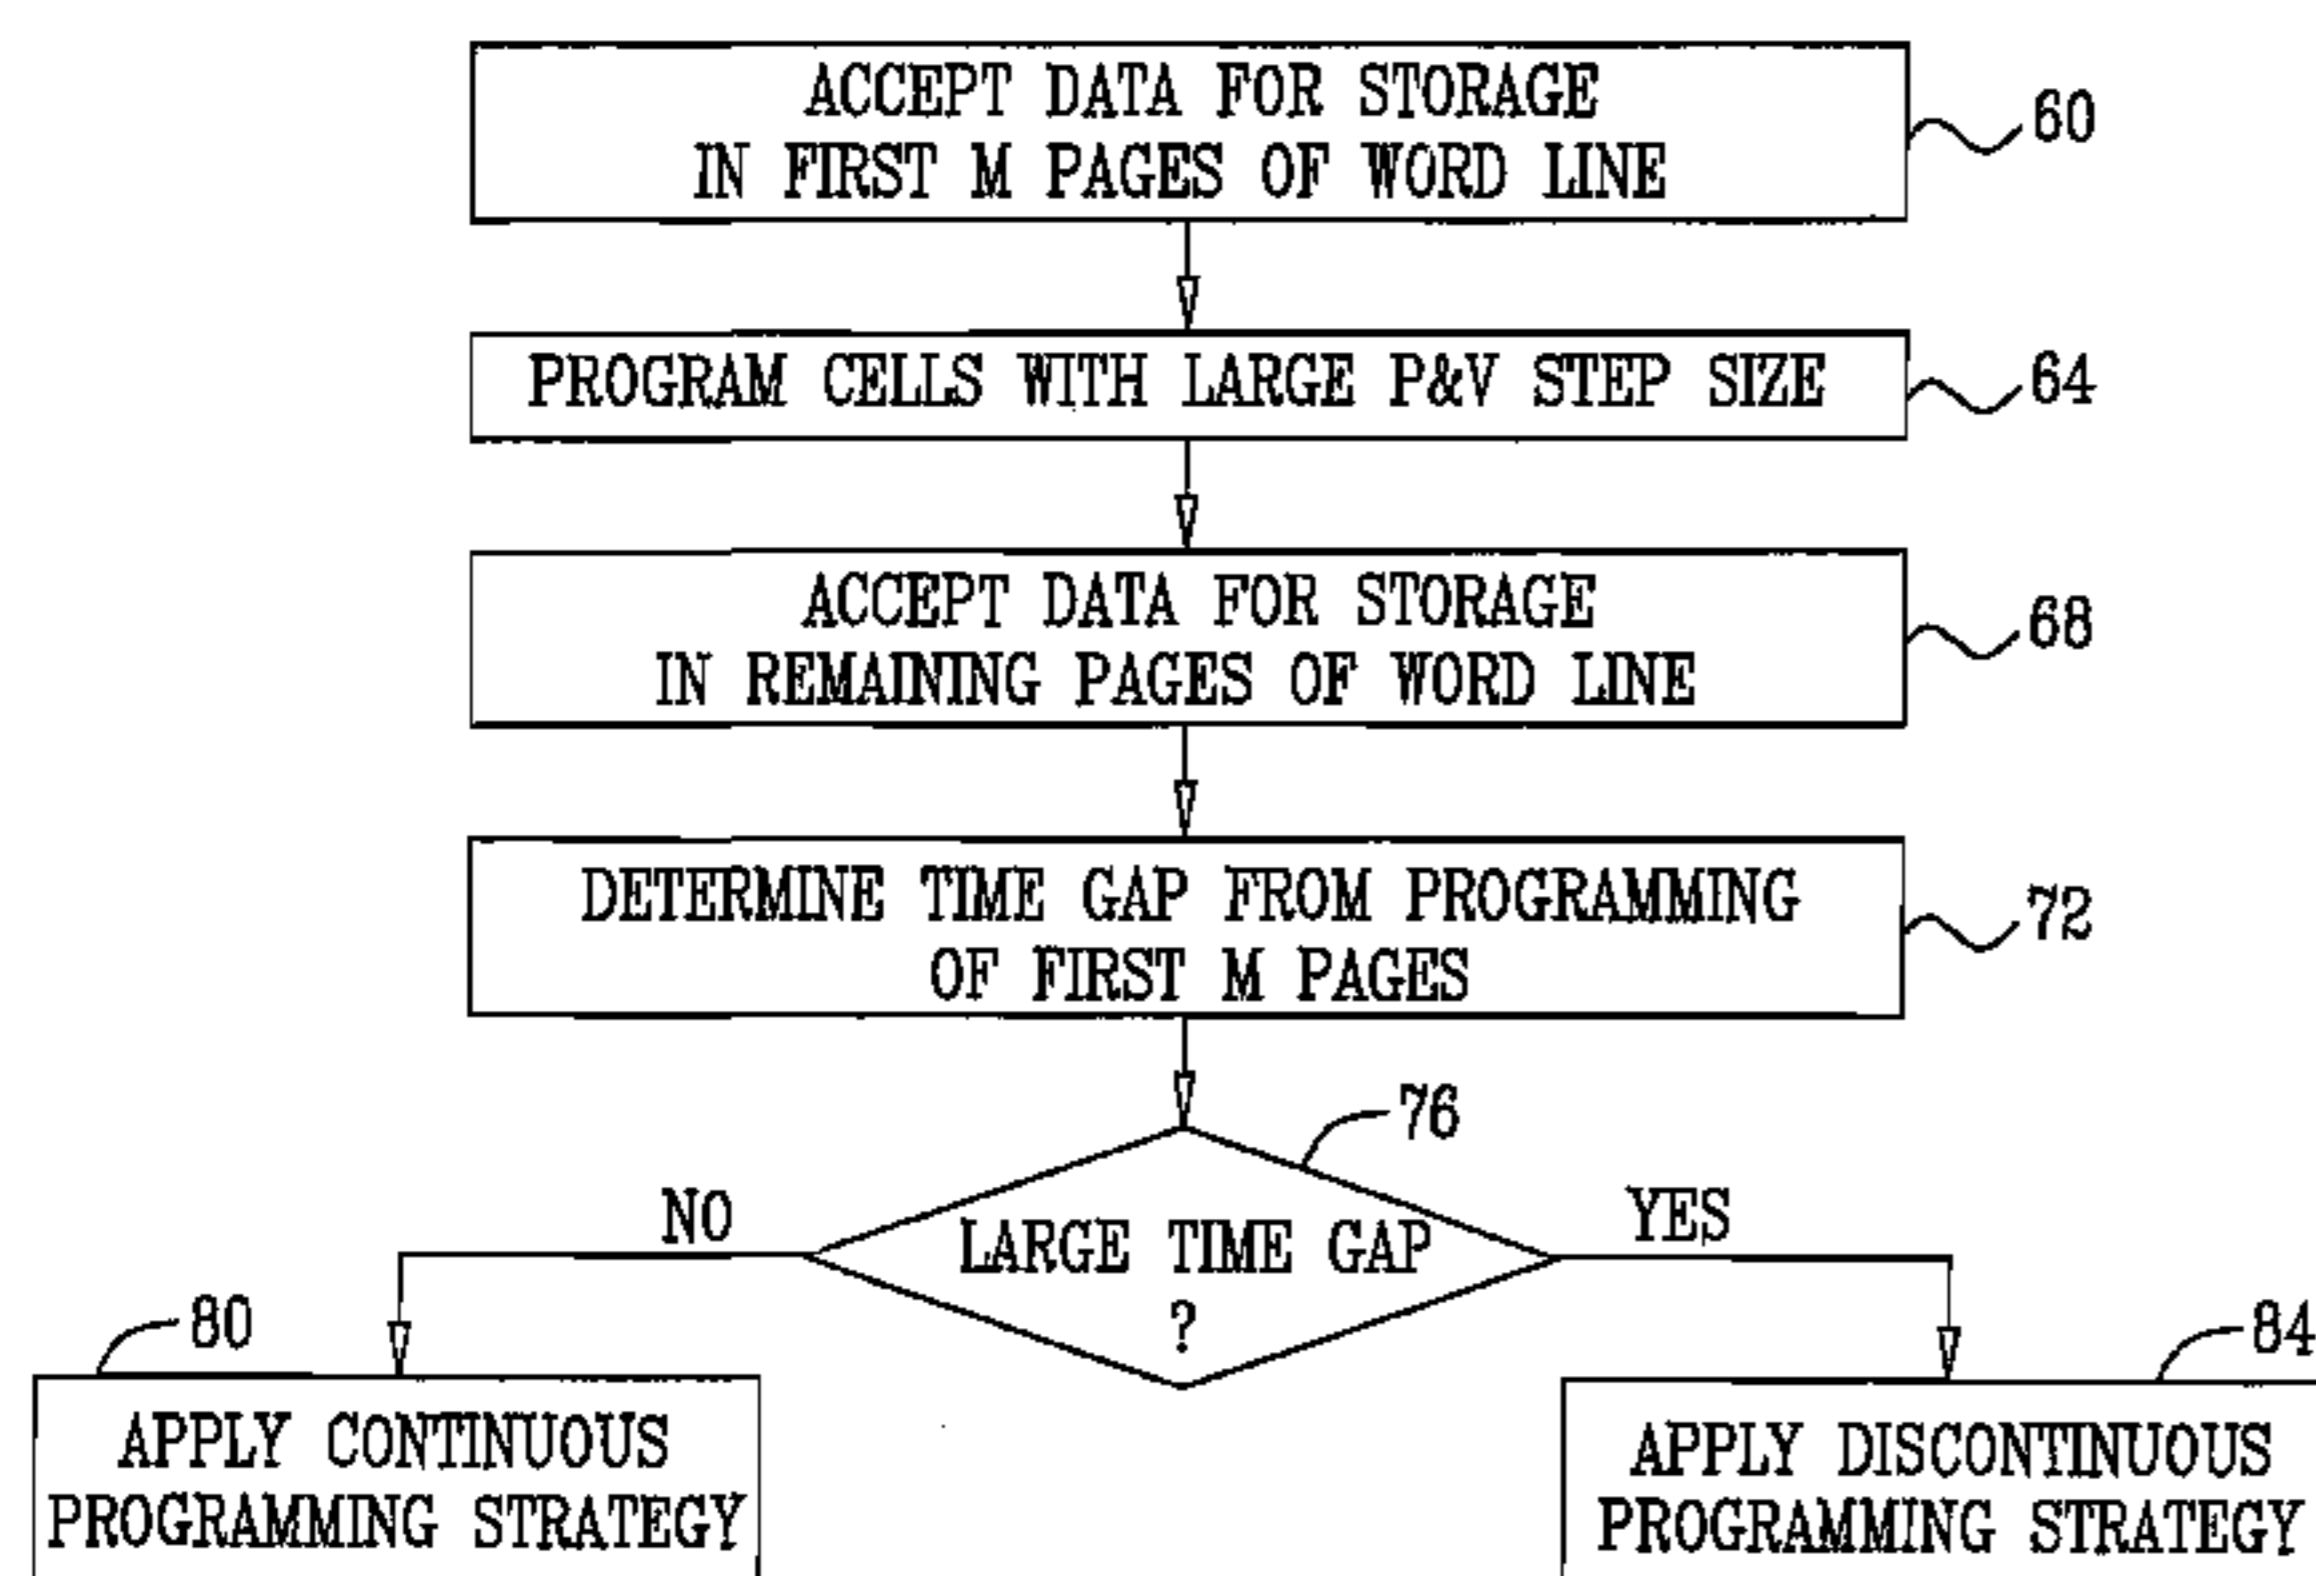 ACCEPT DATA FOR STORAGE
IN FIRST M PAGES OF WORD LINE
60
PROGRAM CELLS WITH LARGE P&V STEP SIZE
64
ACCEPT DATA FOR STORAGE
IN REMAINING PAGES OF WORD LINE
68
DETERMINE TIME GAP FROM PROGRAMMING
OF FIRST M PAGES
72
76
NO
LARGE TIME GAP
?
YES
80
APPLY CONTINUOUS
PROGRAMMING STRATEGY
84
APPLY DISCONTINUOUS
PROGRAMMING STRATEGY